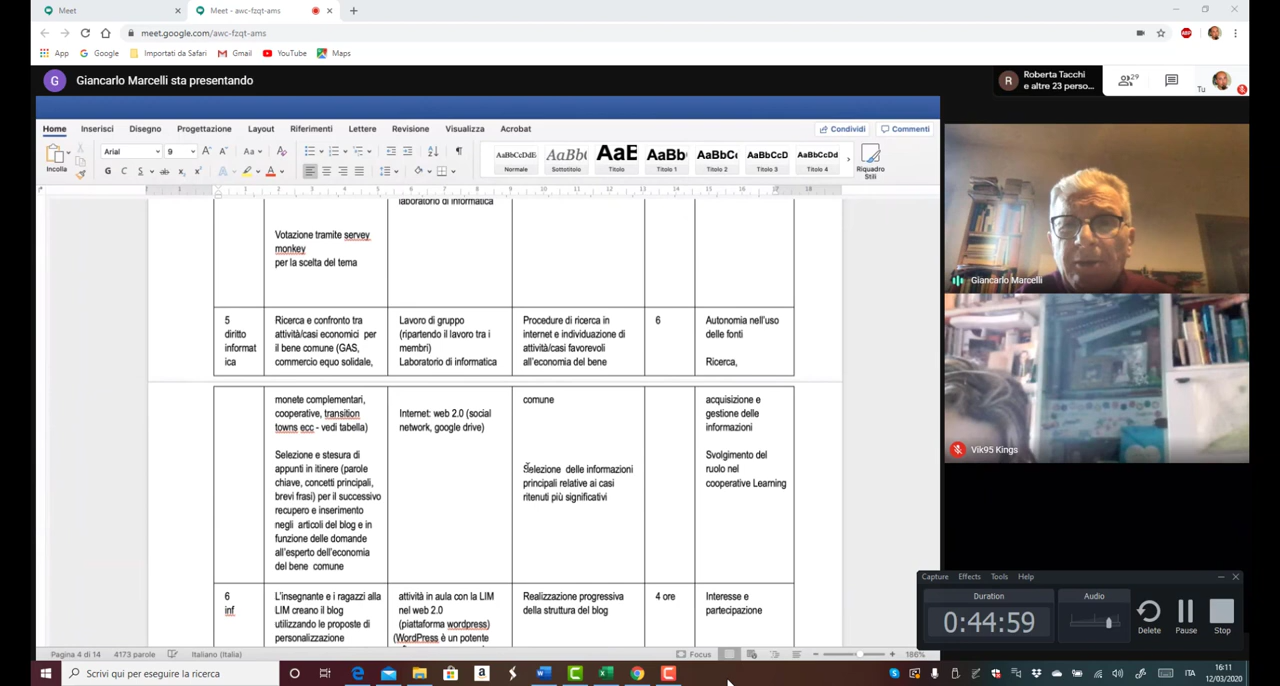 Meet
Meet - awc-fzqt-ams
meet.google.com/awc-fzqt-ams
App
Google
Importati da Safari
Gmail
YouTube
Maps
G
Giancarlo Marcelli sta presentando
R
Roberta Tacchi
e altre 23 perso...
29
Tu
Home
Inserisci
Disegno
Progettazione
Layout
Riferimenti
Lettere
Revisione
Visualizza
Acrobat
Condividi
Commenti
Incolla
Arial
9
AaBbCcDdE
Normale
AaBbC
Sottotitolo
AaB
Titolo
AaBb
Titolo 1
AaBbCc
Titolo 2
AaBbCcD
Titolo 3
AaBbCcDd
Titolo 4
Riquadro
Stili
laboratorio di informatica
Votazione tramite servey
monkey
per la scelta del tema
5
diritto
informat
ica
Ricerca e confronto tra
attività/casi economici per
il bene comune (GAS,
commercio equo solidale,
Lavoro di gruppo
(ripartendo il lavoro tra i
membri)
Laboratorio di informatica
Procedure di ricerca in
internet e individuazione di
attività/casi favorevoli
all'economia del bene
6
Autonomia nell'uso
delle fonti
Ricerca,
monete complementari,
cooperative, transition
towns ecc - vedi tabella)
Selezione e stesura di
appunti in itinere (parole
chiave, concetti principali,
brevi frasi) per il successivo
recupero e inserimento
negli articoli del blog e in
funzione delle domande
all'esperto dell'economia
del bene comune
Internet: web 2.0 (social
network, google drive)
comune
Selezione delle informazioni
principali relative ai casi
ritenuti più significativi
acquisizione e
gestione delle
informazioni
Svolgimento del
ruolo nel
cooperative Learning
6
inf
L'insegnante e i ragazzi alla
LIM creano il blog
utilizzando le proposte di
personalizzazione
attività in aula con la LIM
nel web 2.0
(piattaforma wordpress)
(WordPress è un potente
Realizzazione progressiva
della struttura del blog
4 ore
Interesse e
partecipazione
Pagina 4 di 14
4173 parole
Italiano (Italia)
Focus
186%
Giancarlo Marcelli
Vik95 Kings
Capture
Effects
Tools
Help
Duration
0:44:59
Audio
Delete
Pause
Stop
Scrivi qui per eseguire la ricerca
ITA
16:11
12/03/2020